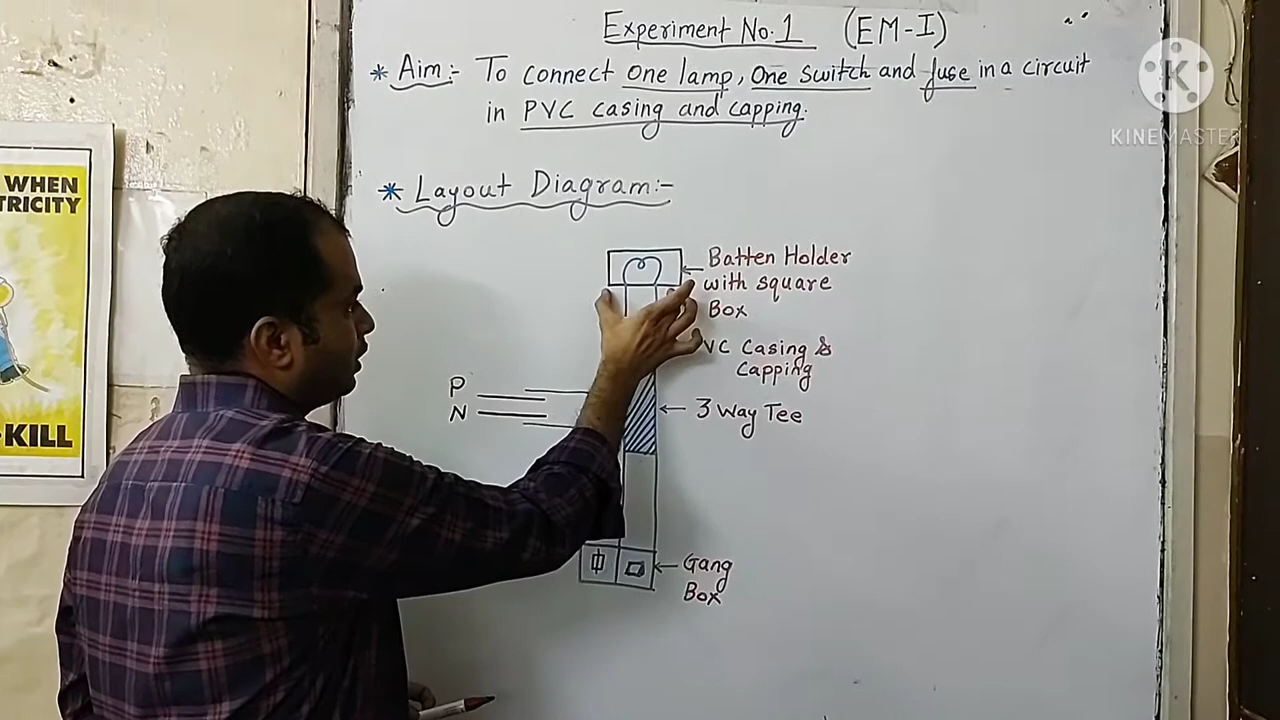 Experiment No.1 (EM-I)
* Aim:- To connect one lamp, One switch and fuse in a circuit
in PVC casing and capping.
* Layout Diagram:-
Batten Holder
with square
Box
VC Casing &
Capping
3 Way Tee
P
N
Gang
Box
WHEN
TRICITY
KILL
K
KINEMASTER